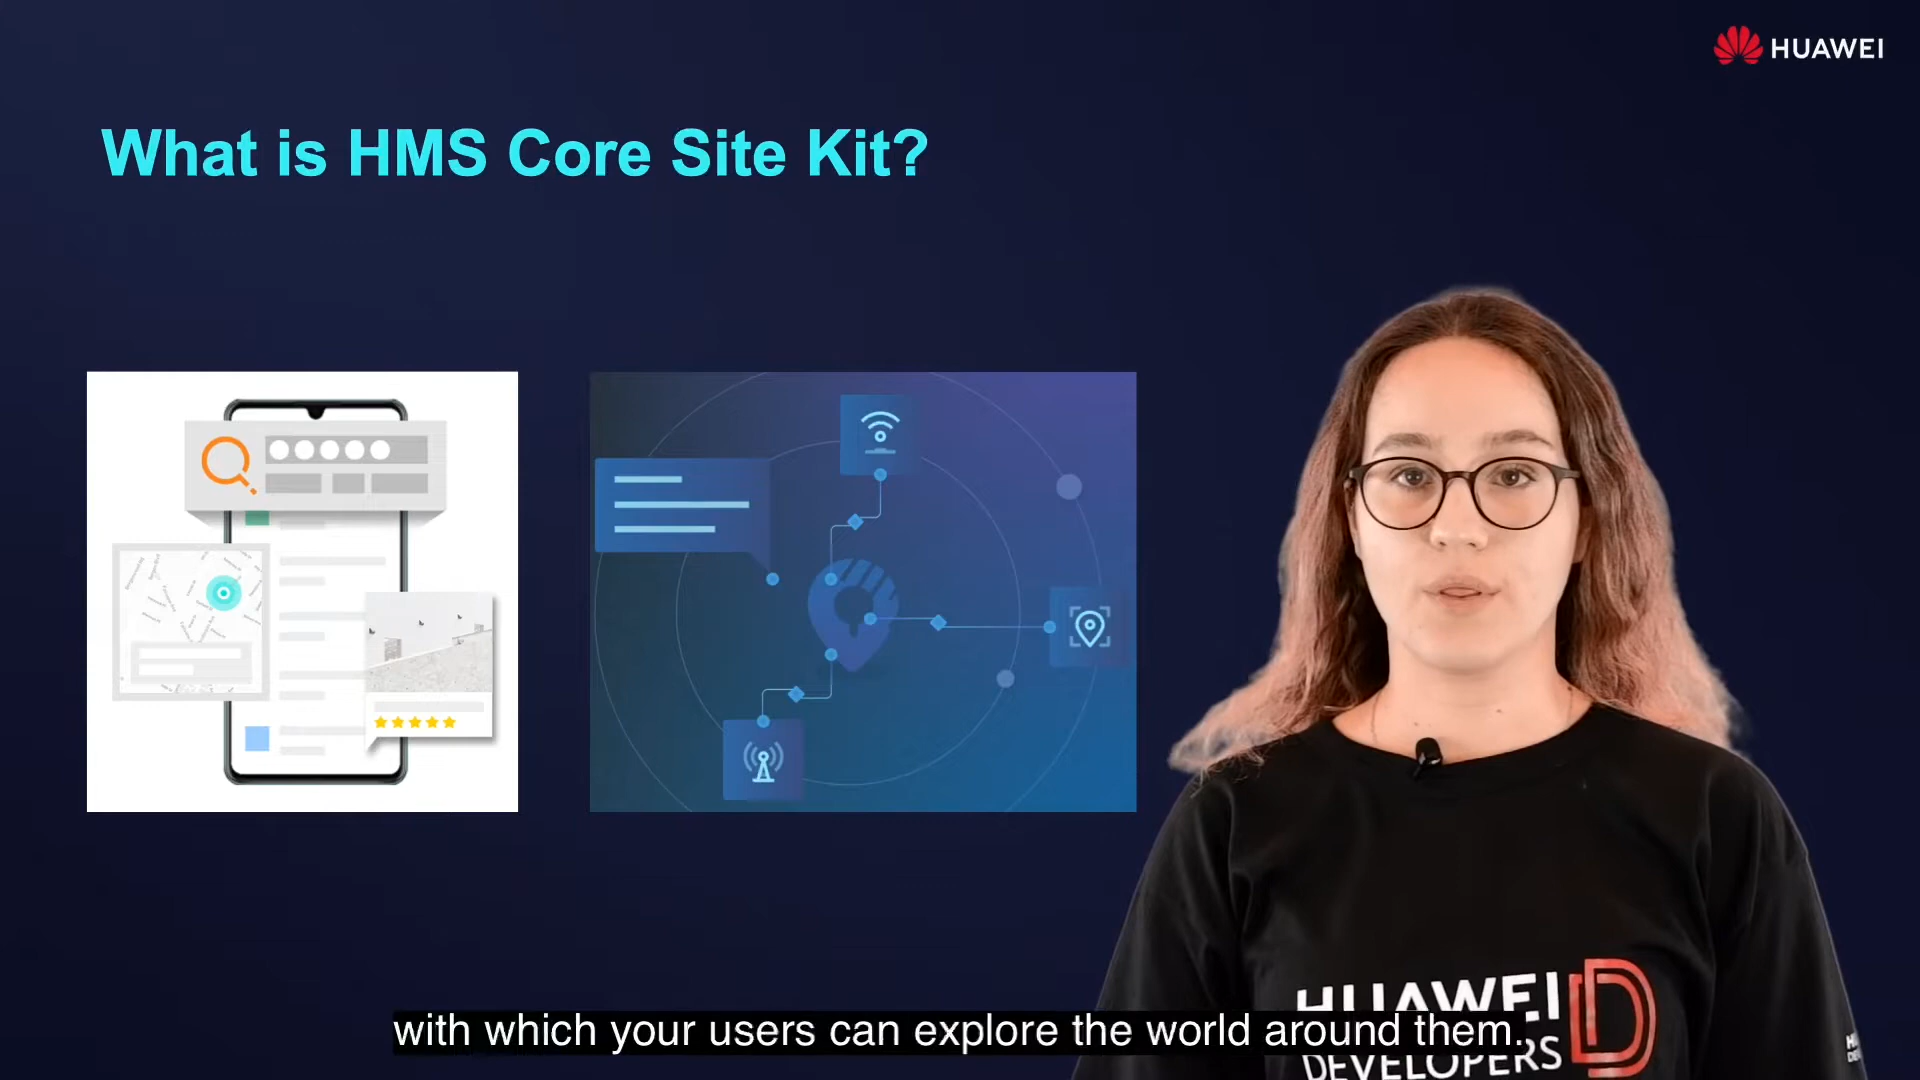 HUAWEI
What is HMS Core Site Kit?
HUAWEI
DEVELOPERS
with which your users can explore the world around them.